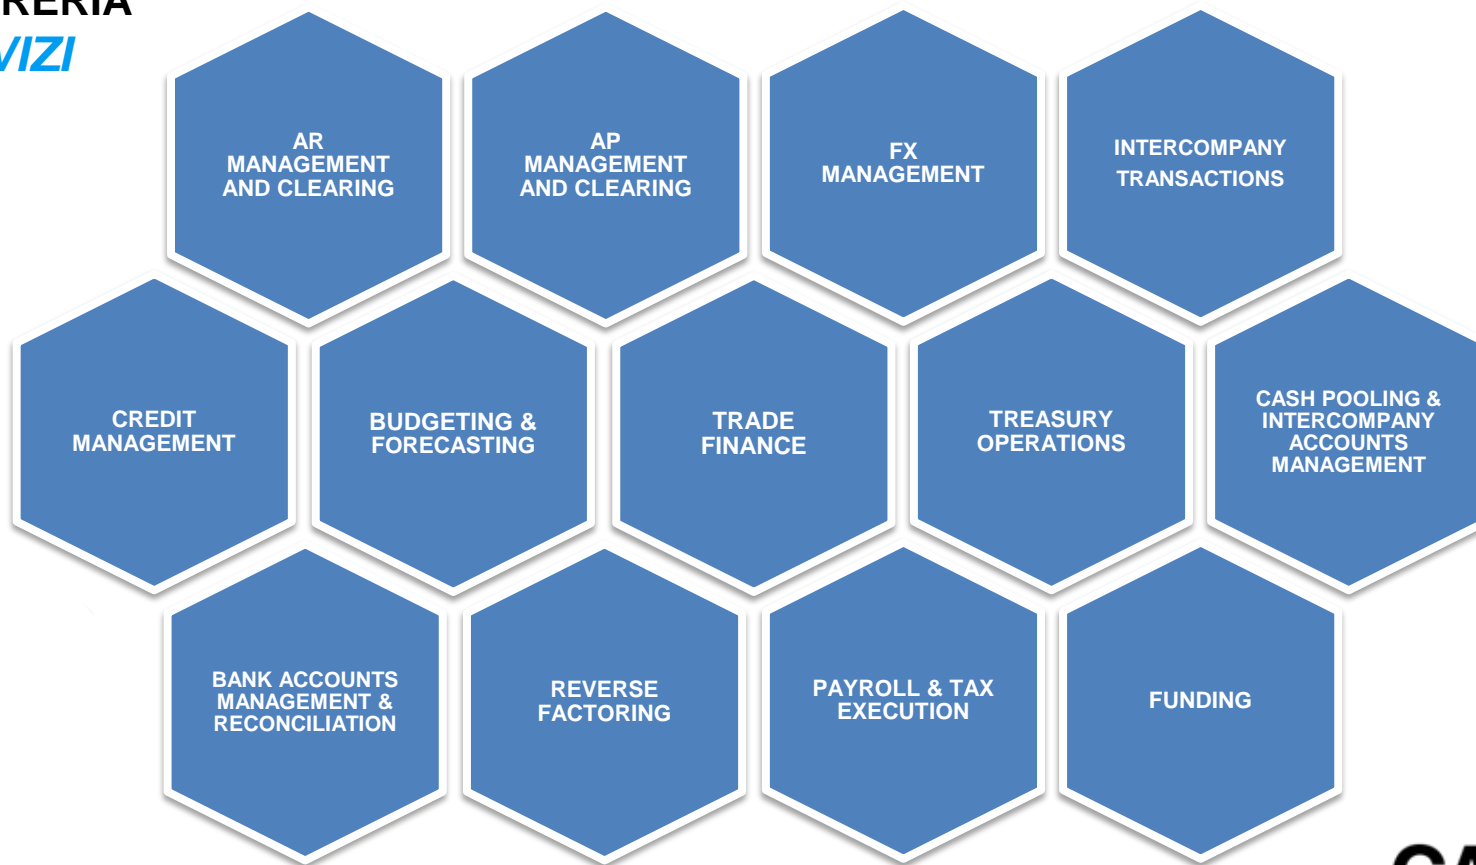 RERIA
VIZI
AR
MANAGEMENT
AND CLEARING
AP
MANAGEMENT
AND CLEARING
FX
MANAGEMENT
INTERCOMPANY
TRANSACTIONS
CREDIT
MANAGEMENT
BUDGETING &
FORECASTING
TRADE
FINANCE
TREASURY
OPERATIONS
CASH POOLING &
INTERCOMPANY
ACCOUNTS
MANAGEMENT
BANK ACCOUNTS
MANAGEMENT &
RECONCILIATION
REVERSE
FACTORING
PAYROLL & TAX
EXECUTION
FUNDING